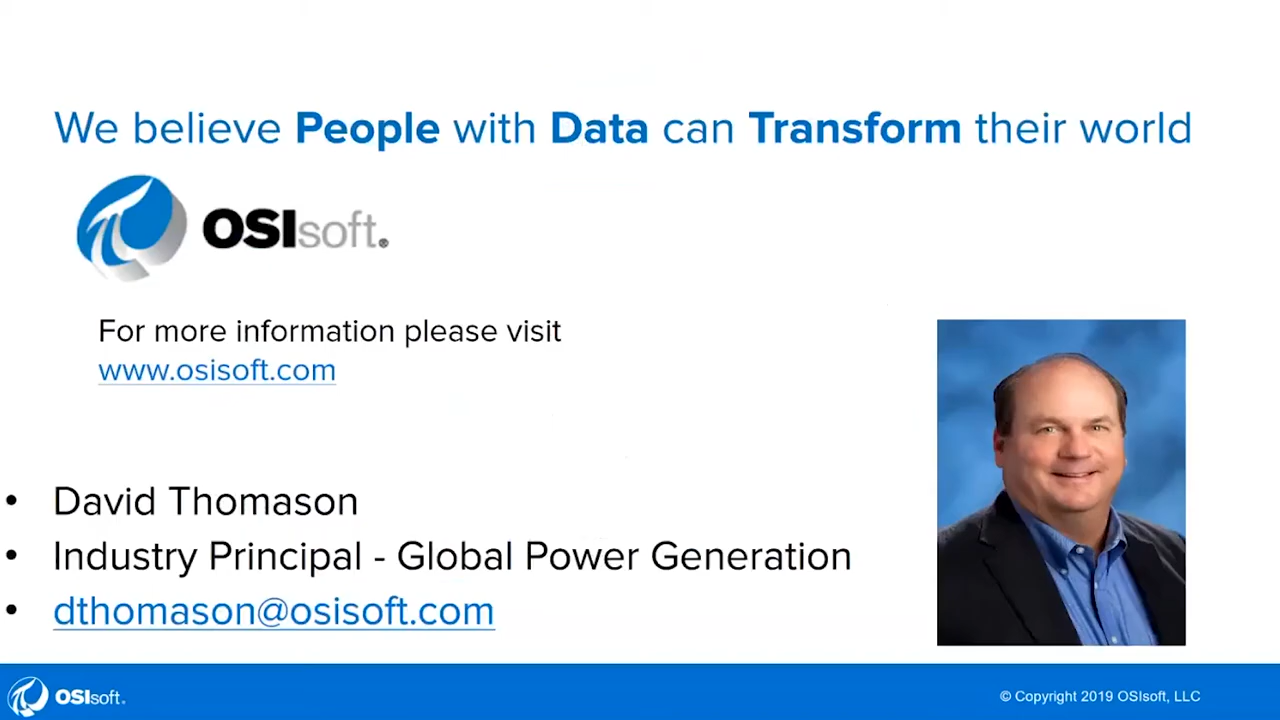 We believe People with Data can Transform their world
OSIsoft.®
For more information please visit
www.osisoft.com
• David Thomason
• Industry Principal - Global Power Generation
• dthomason@osisoft.com
OSIsoft.
© Copyright 2019 OSIsoft, LLC